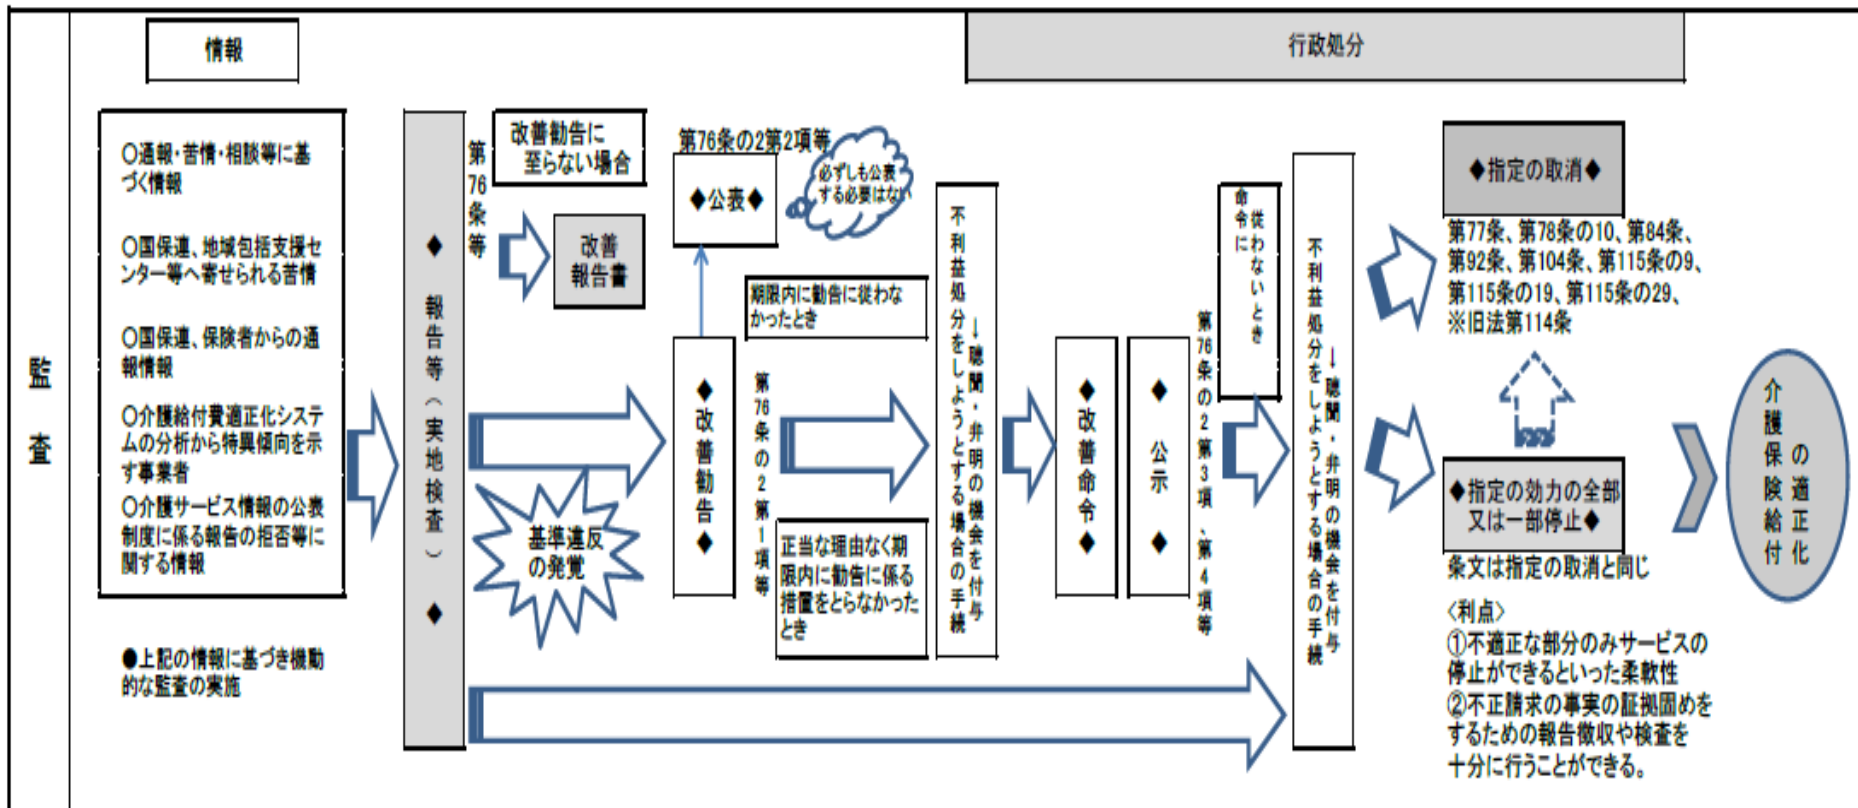 監査
情報
行政処分
○通報・苦情・相談等に基
づく情報
○国保連、地域包括支援セ
ンター等へ寄せられる苦情
○国保連、保険者からの通
報情報
○介護給付費適正化システ
ムの分析から特異傾向を示
す事業者
○介護サービス情報の公表
制度に係る報告の拒否等に
関する情報
●上記の情報に基づき機動
的な監査の実施
◆ 報告等（実地検査） ◆
第76条等
改善勧告に
至らない場合
改善
報告書
基準違反
の発覚
第76条の2第2項等
◆公表◆
必ずしも公表
する必要はない
期限内に勧告に従わな
かったとき
◆改善勧告◆
第76条の2第1項等
正当な理由なく期
限内に勧告に係る
措置をとらなかった
とき
↓聴聞・弁明の機会を付与
不利益処分をしようとする場合の手続
◆改善命令◆
◆公示◆
第76条の2第3項、第4項等
命令に
従わないとき
↓聴聞・弁明の機会を付与
不利益処分をしようとする場合の手続
◆指定の取消◆
第77条、第78条の10、第84条、
第92条、第104条、第115条の9、
第115条の19、第115条の29、
※旧法第114条
◆指定の効力の全部
又は一部停止◆
条文は指定の取消と同じ
〈利点〉
①不適正な部分のみサービスの
停止ができるといった柔軟性
②不正請求の事実の証拠固めを
するための報告徴収や検査を
十分に行うことができる。
介護保険給付
の適正化